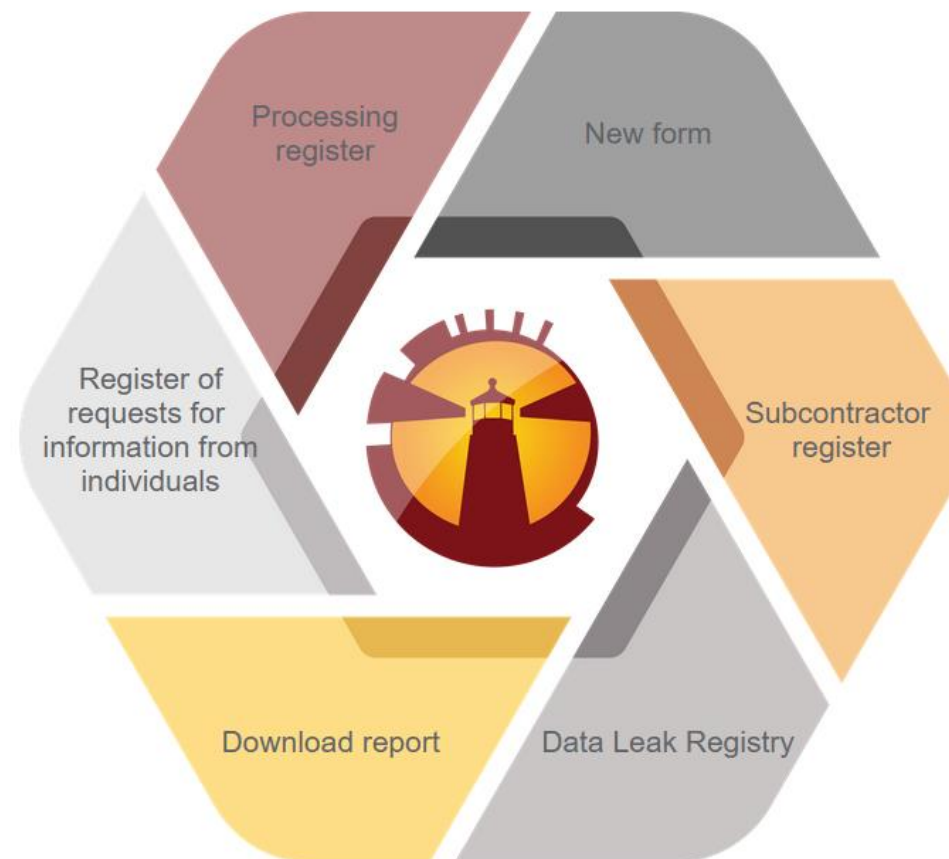 Processing
register
New form
Register of
requests for
information from
individuals
Subcontractor
register
Download report
Data Leak Registry